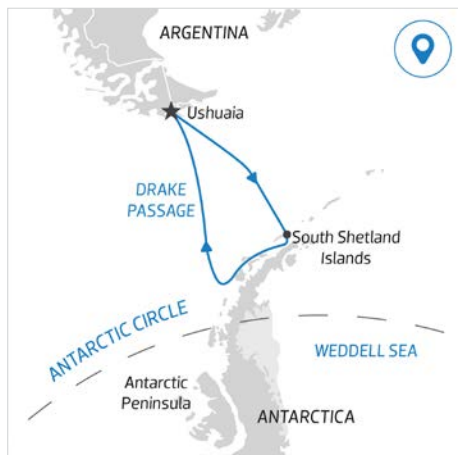 ARGENTINA
Ushuaia
DRAKE
PASSAGE
South Shetland
Islands
ANTARCTIC CIRCLE
WEDDELL SEA
Antarctic
Peninsula
ANTARCTICA